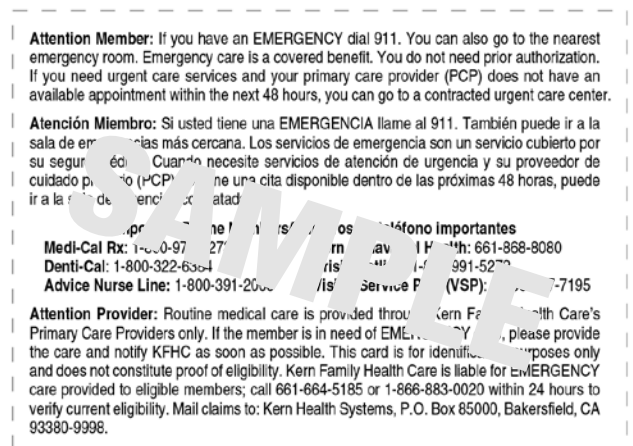 Attention Member: If you have an EMERGENCY dial 911. You can also go to the nearest
emergency room. Emergency care is a covered benefit. You do not need prior authorization.
If you need urgent care services and your primary care provider (PCP) does not have an
available appointment within the next 48 hours, you can go to a contracted urgent care center.
Atención Miembro: Si usted tiene una EMERGENCIA llame al 911. También puede ir a la
sala de más cercana. Los servicios de emergencia son un servicio cubierto por
su Cuando necesite servicios de atención de urgencia y su proveedor de
cuidado (PCP) una cita disponible dentro de las próximas 48 horas, puede
ir a la
importantes
Medi-Cal Rx: Health: 661-868-8080
Denti-Cal: 1-800-322-6384
Advice Nurse Line: Service (VSP):
SAMPLE
Attention Provider: Routine medical care is provided through Kern Family Health Care’s
Primary Care Providers only. If the member is in need of EMERGENCY please provide
the care and notify KFHC as soon as possible. This card is for identification purposes only
and does not constitute proof of eligibility. Kern Family Health Care is liable for EMERGENCY
care provided to eligible members; call 661-664-5185 or 1-866-883-0020 within 24 hours to
verify current eligibility. Mail claims to: Kern Health Systems, P.O. Box 85000, Bakersfield, CA
93380-9998.